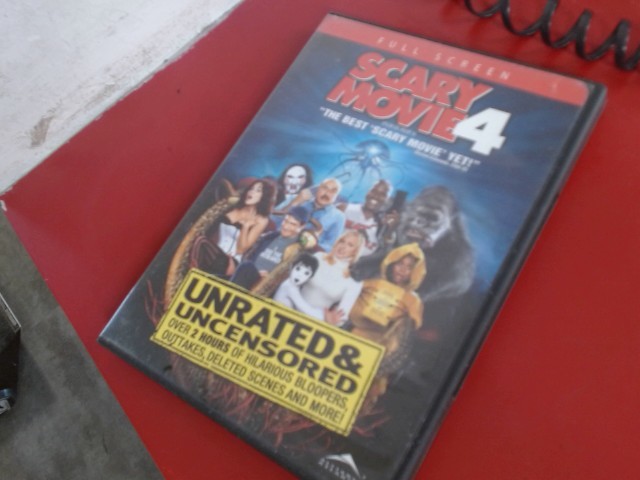 FULL SCREEN
SCARY
MOVIE 4
"THE BEST 'SCARY MOVIE' YET!"
UNRATED &
UNCENSORED
OVER 2 HOURS OF HILARIOUS BLOOPERS,
OUTTAKES, DELETED SCENES AND MORE!